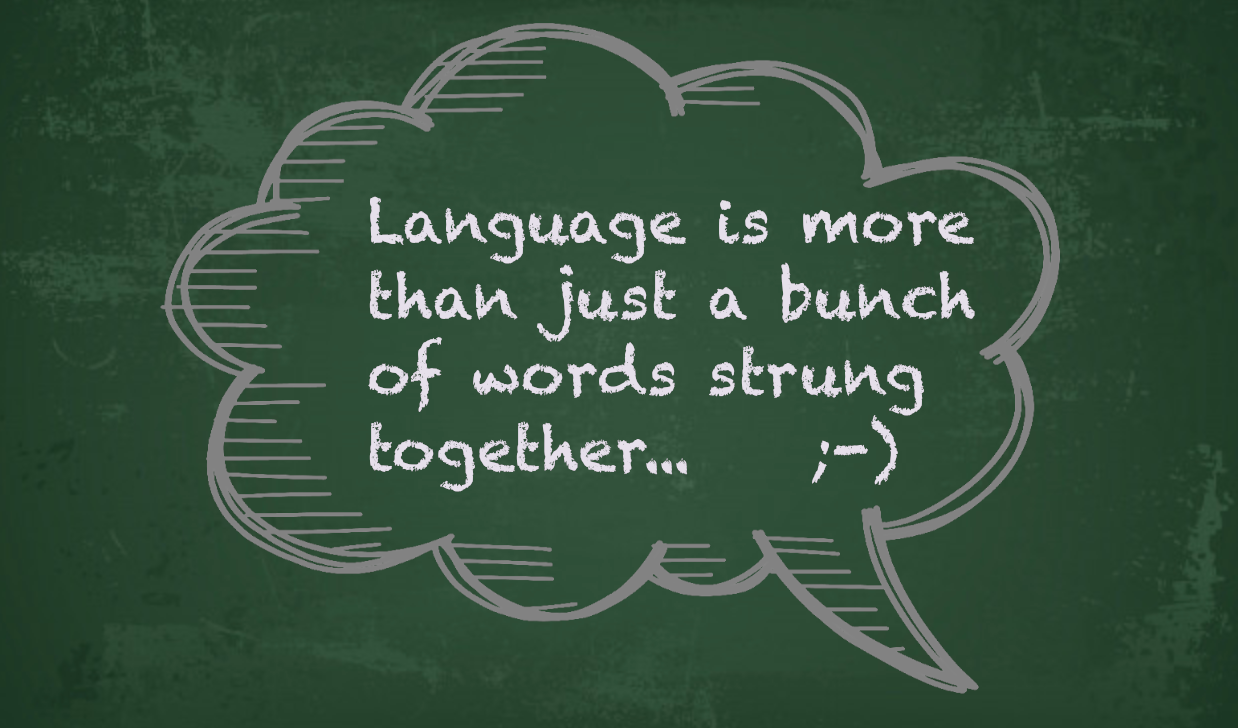 Language is more
than just a bunch
of words strung
together... ;-)